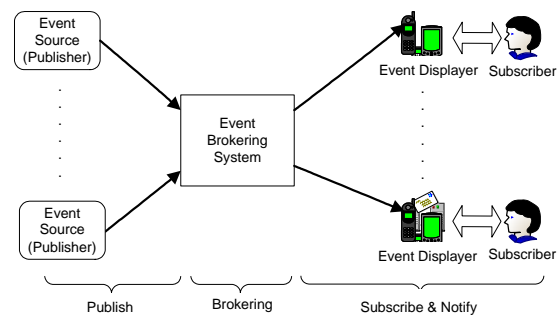 Event
Source
(Publisher)
Event Displayer
Subscriber
Event
Brokering
System
Event
Source
(Publisher)
Event Displayer
Subscriber
Publish
Brokering
Subscribe & Notify